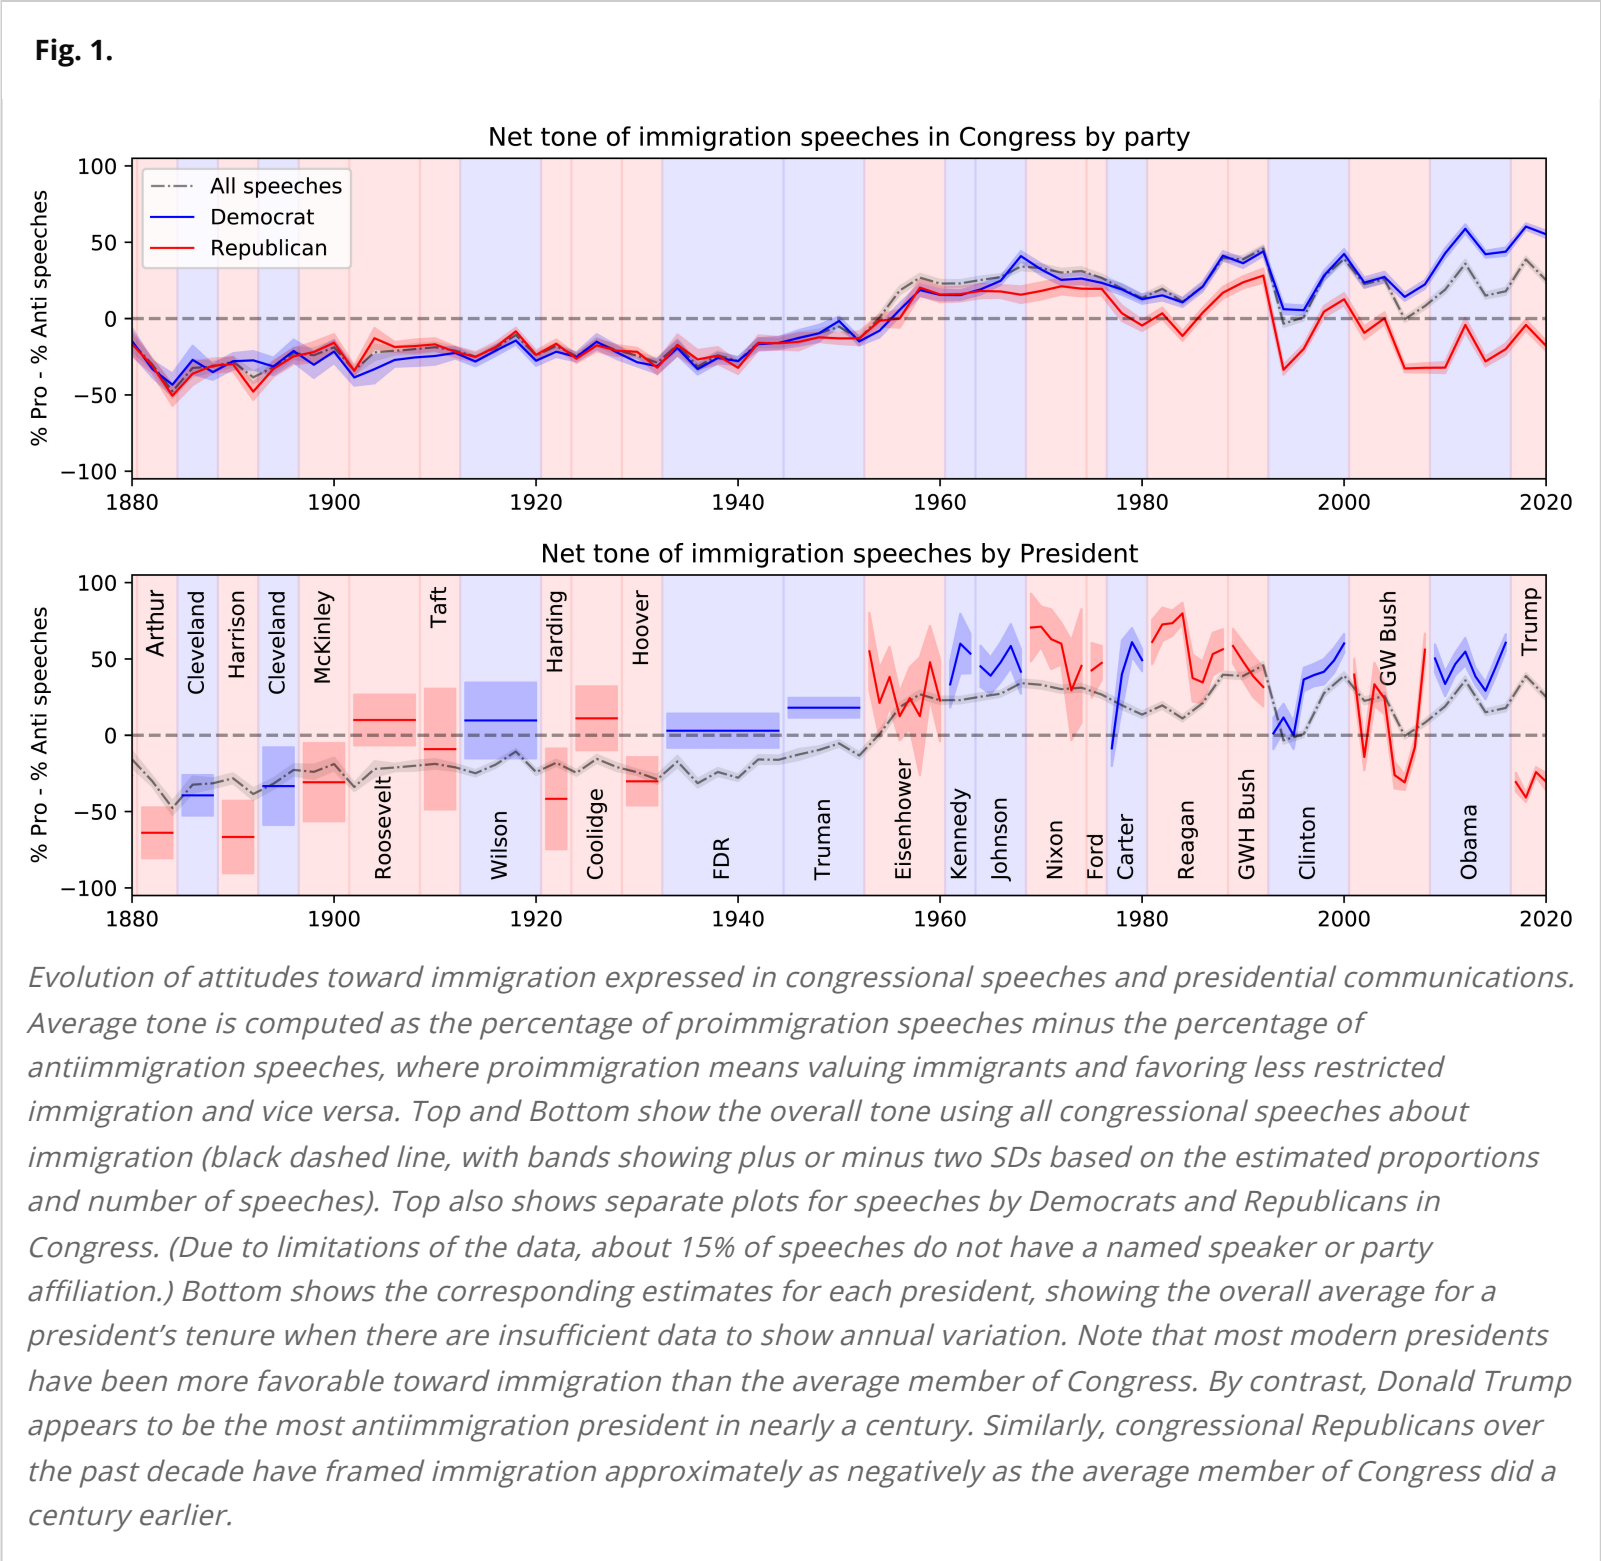 Fig. 1.
Net tone of immigration speeches in Congress by party
% Pro - % Anti speeches
100
50
0
−50
−100
All speeches
Democrat
Republican
1880 1900 1920 1940 1960 1980 2000 2020
Net tone of immigration speeches by President
% Pro - % Anti speeches
100
50
0
−50
−100
Arthur
Cleveland
Harrison
Cleveland
McKinley
Roosevelt
Taft
Wilson
Harding
Coolidge
Hoover
FDR
Truman
Eisenhower
Kennedy
Johnson
Nixon
Ford
Carter
Reagan
GWH Bush
Clinton
GW Bush
Obama
Trump
1880 1900 1920 1940 1960 1980 2000 2020
Evolution of attitudes toward immigration expressed in congressional speeches and presidential communications.
Average tone is computed as the percentage of proimmigration speeches minus the percentage of
antiimmigration speeches, where proimmigration means valuing immigrants and favoring less restricted
immigration and vice versa. Top and Bottom show the overall tone using all congressional speeches about
immigration (black dashed line, with bands showing plus or minus two SDs based on the estimated proportions
and number of speeches). Top also shows separate plots for speeches by Democrats and Republicans in
Congress. (Due to limitations of the data, about 15% of speeches do not have a named speaker or party
affiliation.) Bottom shows the corresponding estimates for each president, showing the overall average for a
president’s tenure when there are insufficient data to show annual variation. Note that most modern presidents
have been more favorable toward immigration than the average member of Congress. By contrast, Donald Trump
appears to be the most antiimmigration president in nearly a century. Similarly, congressional Republicans over
the past decade have framed immigration approximately as negatively as the average member of Congress did a
century earlier.